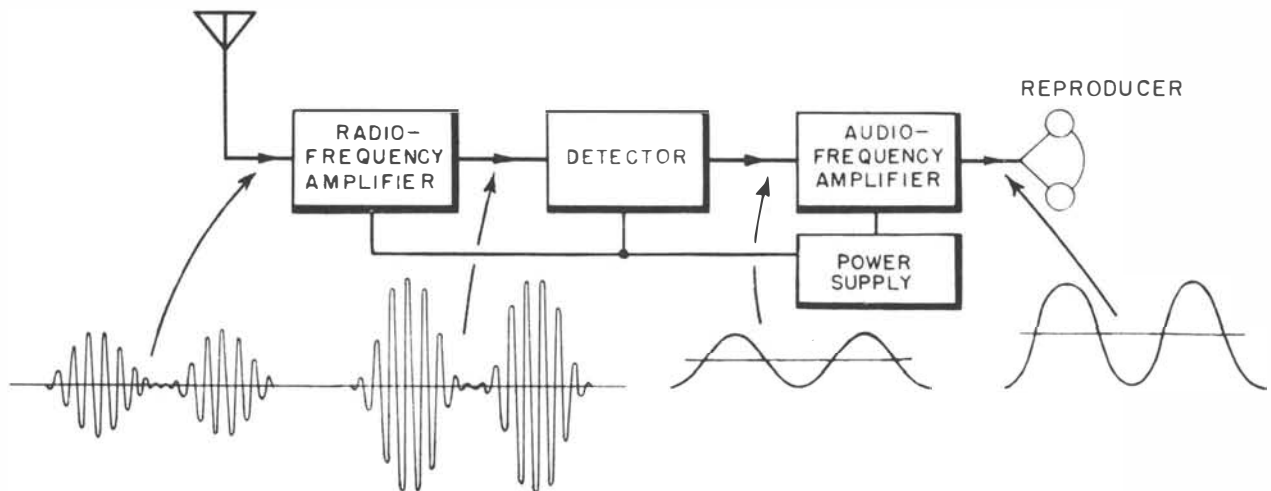 RADIO-
FREQUENCY
AMPLIFIER
DETECTOR
AUDIO-
FREQUENCY
AMPLIFIER
REPRODUCER
POWER
SUPPLY